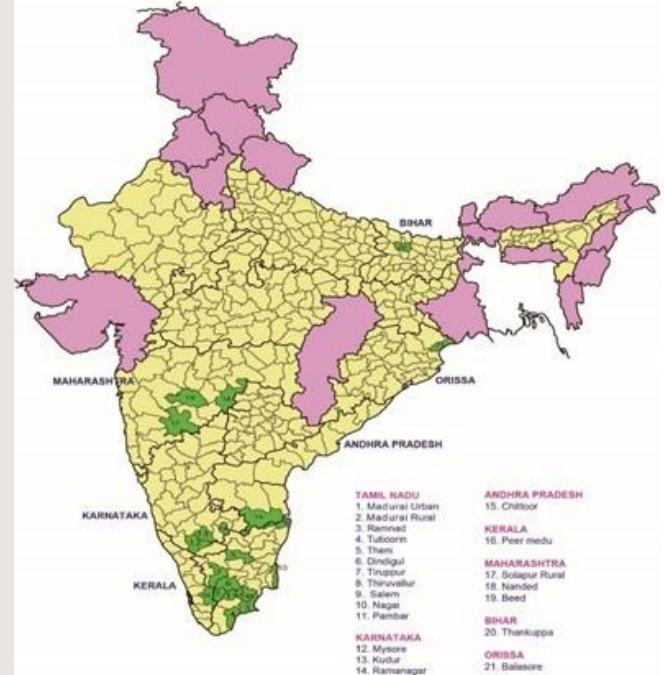 BIHAR
MAHARASHTRA
ORISSA
ANDHRA PRADESH
KARNATAKA
KERALA
TAMIL NADU
1. Madurai Urban
2. Madurai Rural
3. Ramnad
4. Tuticorin
5. Theni
6. Dindigul
7. Tiruppur
8. Thiruvallur
9. Salem
10. Nagai
11. Pambar
KARNATAKA
12. Mysore
13. Kudur
14. Ramanagar
ANDHRA PRADESH
15. Chittoor
KERALA
16. Peer medu
MAHARASHTRA
17. Solapur Rural
18. Nanded
19. Beed
BIHAR
20. Thankuppa
ORISSA
21. Balasore